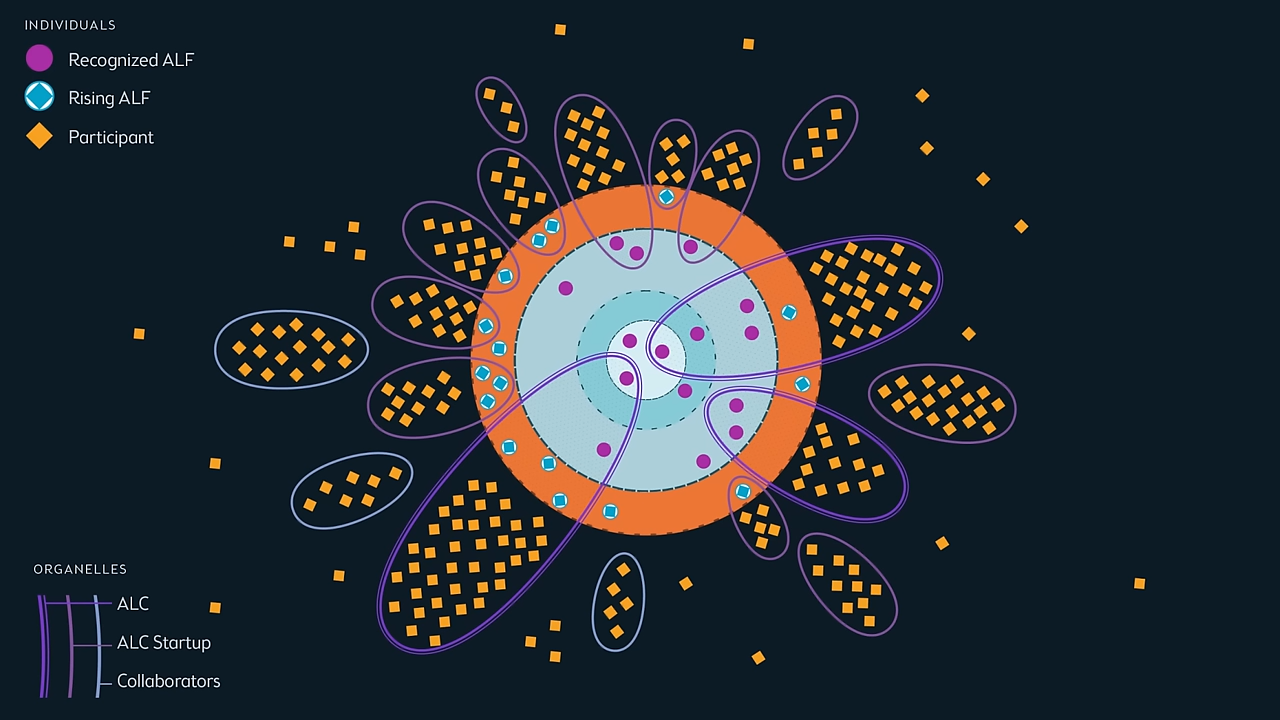 INDIVIDUALS
Recognized ALF
Rising ALF
Participant
ORGANELLES
ALC
ALC Startup
Collaborators